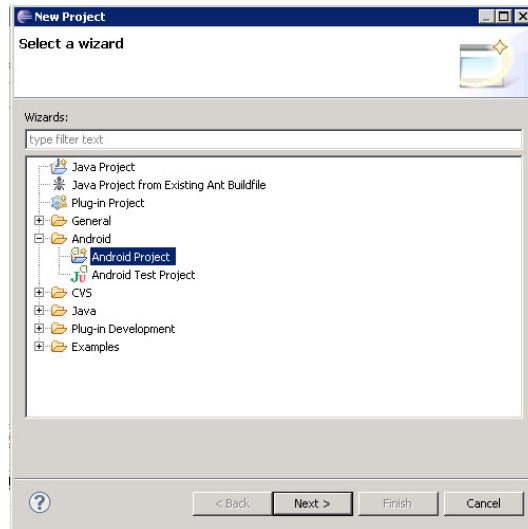 New Project
Select a wizard
Wizards:
type filter text
Java Project
Java Project from Existing Ant Buildfile
Plug-in Project
General
Android
Android Project
Android Test Project
CVS
Java
Plug-in Development
Examples
< Back Next > Finish Cancel